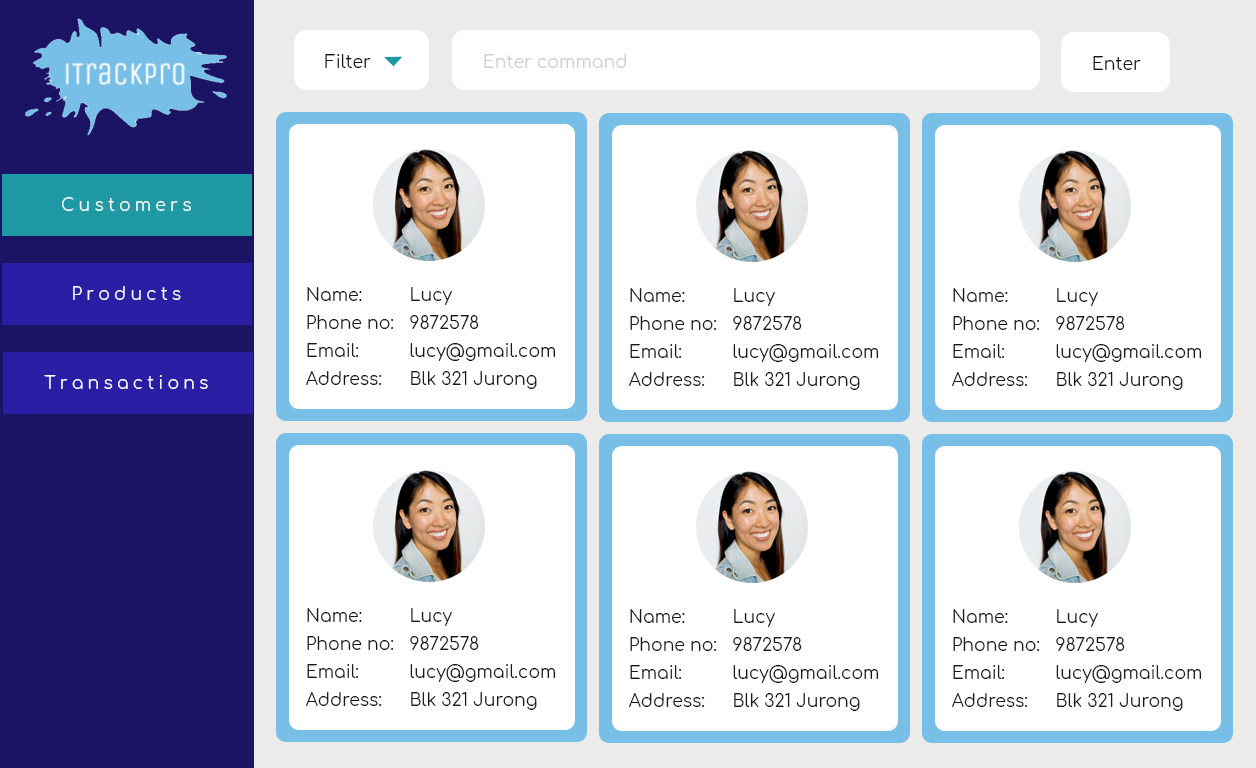 ITrackPro
Filter
Enter command
Enter
Customers
Products
Transactions
Name: Lucy
Phone no: 9872578
Email: lucy@gmail.com
Address: Blk 321 Jurong
Name: Lucy
Phone no: 9872578
Email: lucy@gmail.com
Address: Blk 321 Jurong
Name: Lucy
Phone no: 9872578
Email: lucy@gmail.com
Address: Blk 321 Jurong
Name: Lucy
Phone no: 9872578
Email: lucy@gmail.com
Address: Blk 321 Jurong
Name: Lucy
Phone no: 9872578
Email: lucy@gmail.com
Address: Blk 321 Jurong
Name: Lucy
Phone no: 9872578
Email: lucy@gmail.com
Address: Blk 321 Jurong